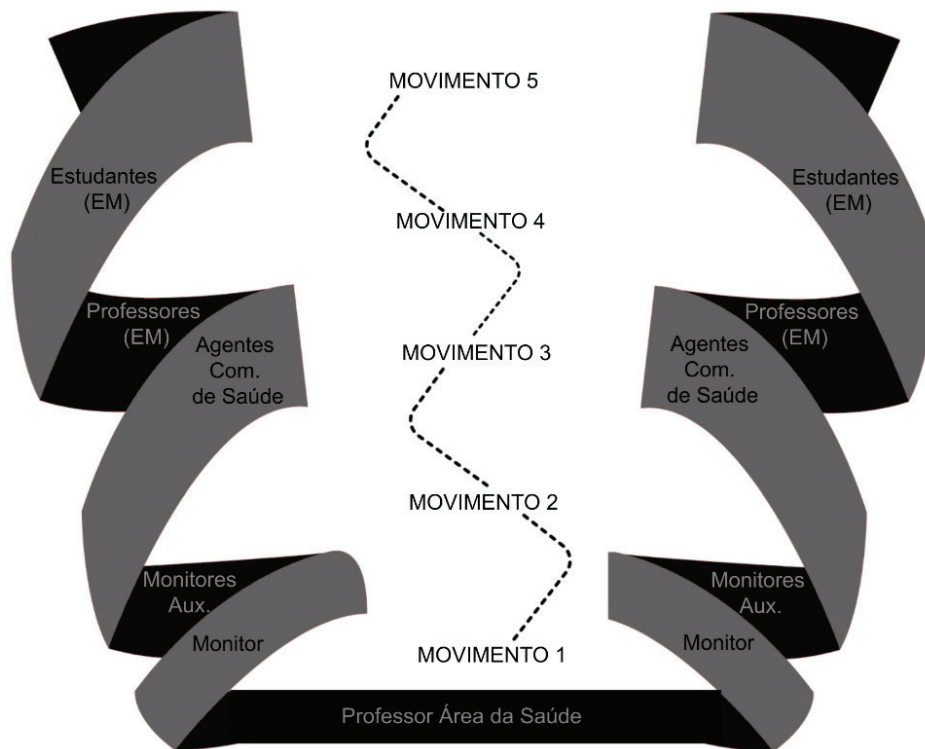 MOVIMENTO 5
Estudantes
(EM)
Estudantes
(EM)
MOVIMENTO 4
Professores
(EM)
Professores
(EM)
Agentes
Com.
de Saúde
MOVIMENTO 3
Agentes
Com.
de Saúde
MOVIMENTO 2
Monitores
Aux.
Monitores
Aux.
Monitor
MOVIMENTO 1
Monitor
Professor Área da Saúde